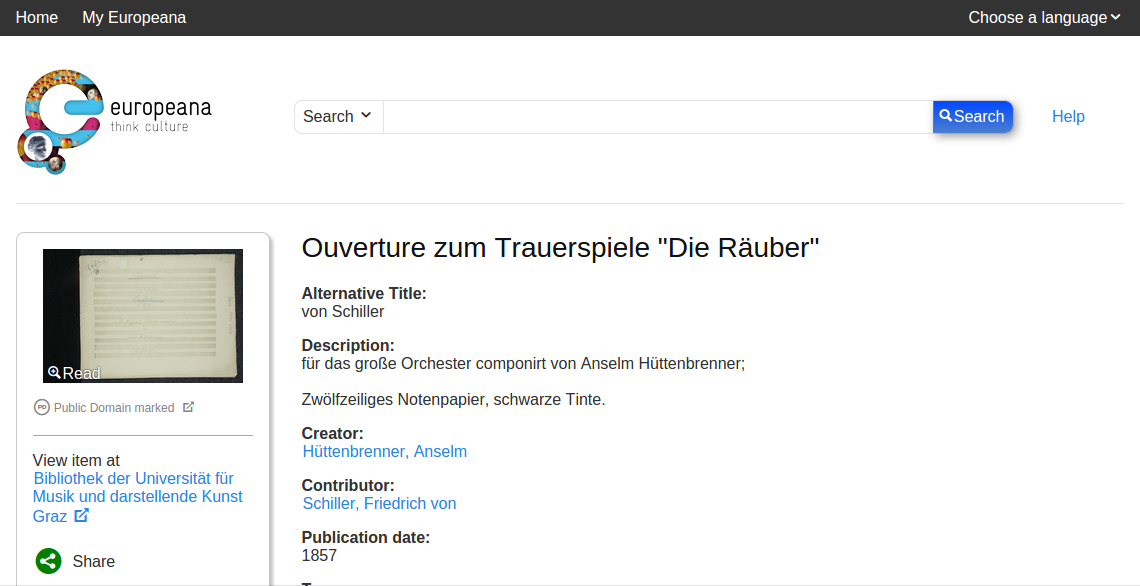 Home My Europeana Choose a language
europeana
think culture
Search Search Help
Ouverture zum Trauerspiele "Die Räuber"
Alternative Title:
von Schiller
Description:
für das große Orchester componirt von Anselm Hüttenbrenner;
Zwölfzeiliges Notenpapier, schwarze Tinte.
Creator:
Hüttenbrenner, Anselm
Contributor:
Schiller, Friedrich von
Publication date:
1857
Read
PD Public Domain marked
View item at
Bibliothek der Universität für
Musik und darstellende Kunst
Graz
Share